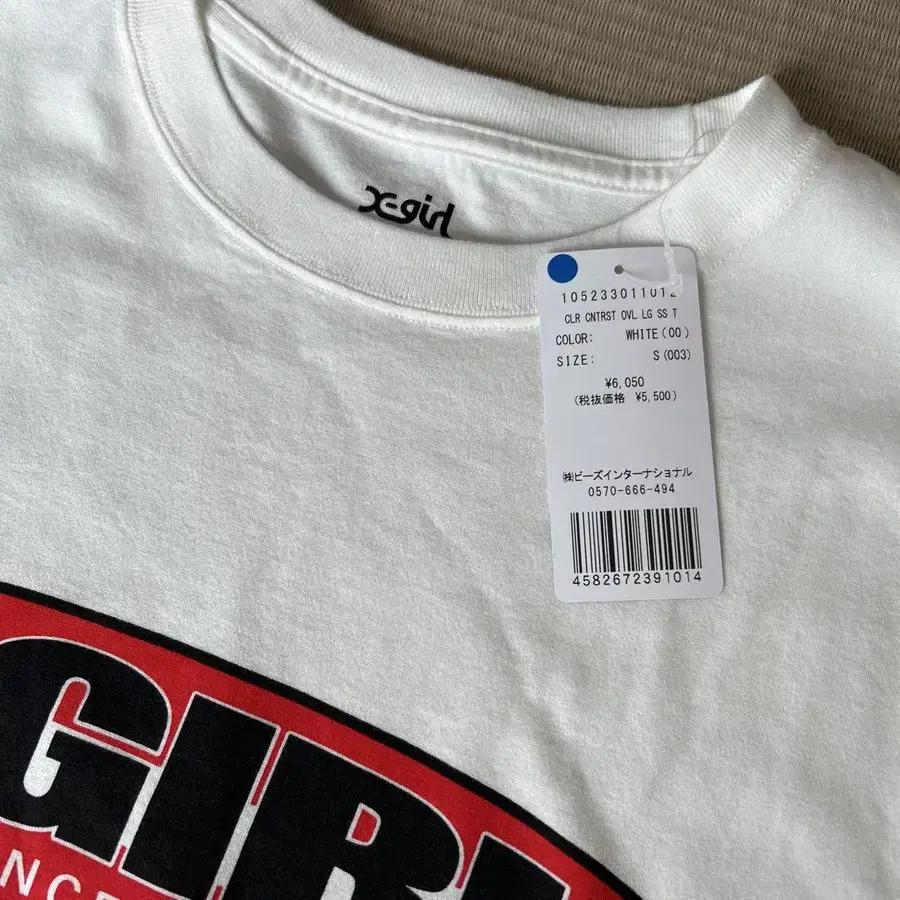 X-girl
105233011012
CLR CNTRST OVL LG SS T
COLOR: WHITE(00)
SIZE: S(003)
¥6,050
(税抜価格 ¥5,500)
㈱ビーズインターナショナル
0570-666-494
4582672391014
GIRL
NCE